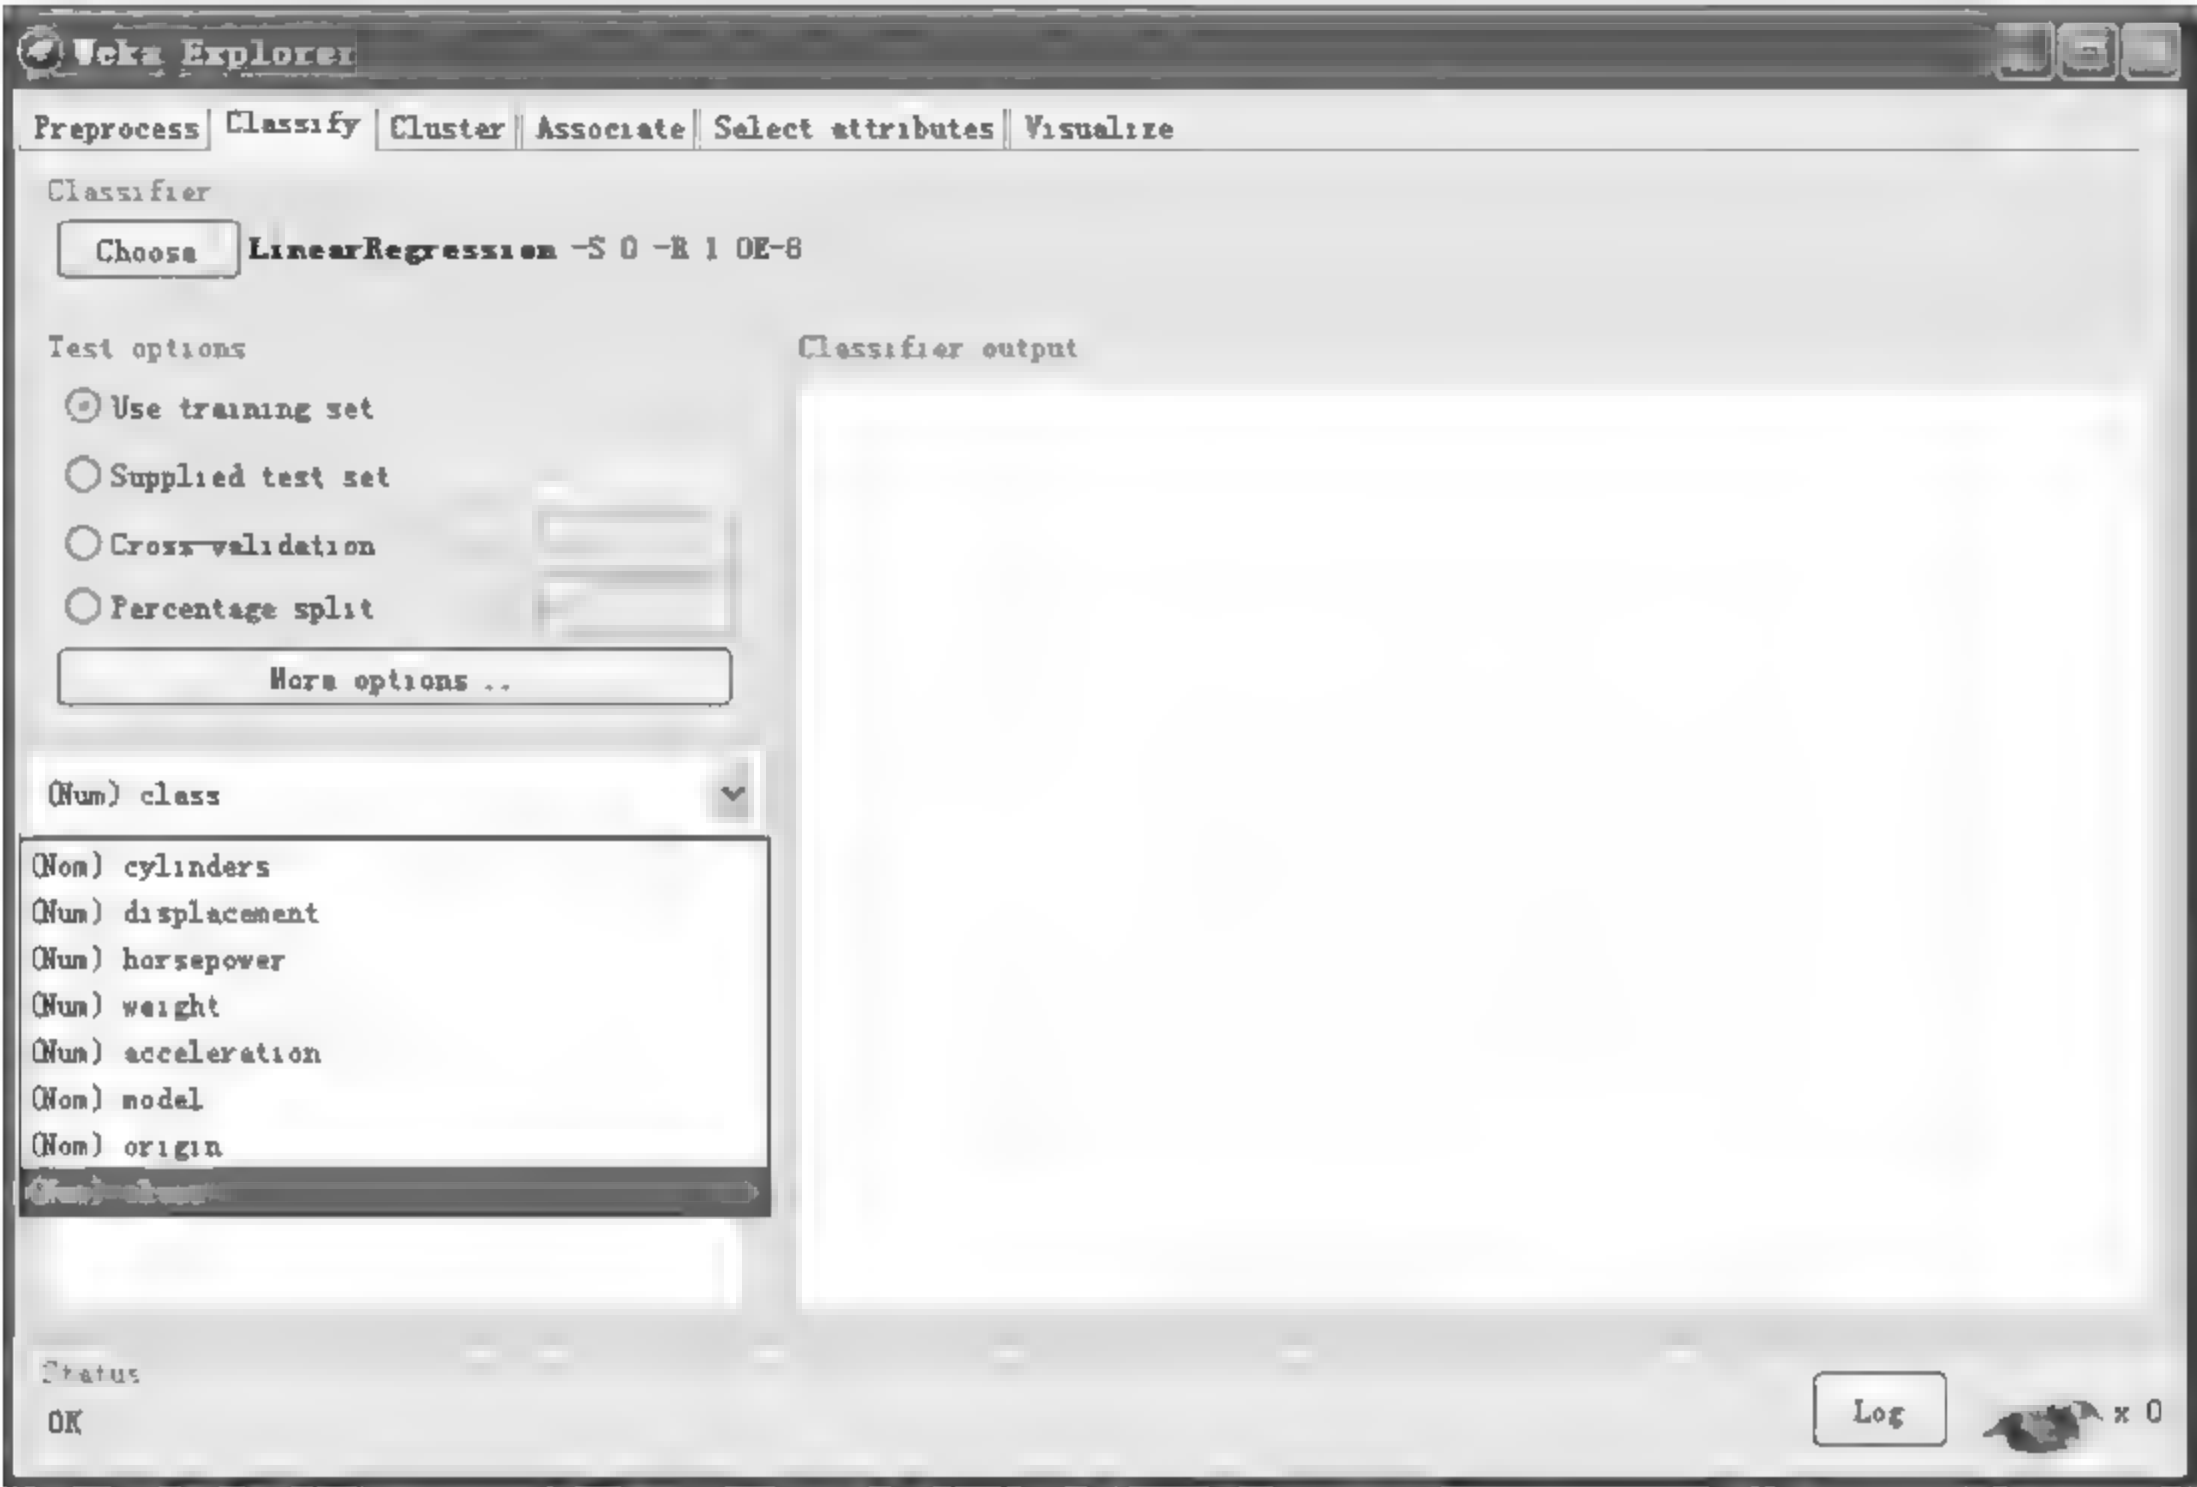 Weka Explorer
Preprocess Classify Cluster Associate Select attributes Visualize
Classifier
Choose LinearRegression -S 0 -R 1 0E-8
Test options
Classifier output
Use training set
Supplied test set
Cross-validation
Percentage split
More options ..
(Num) class
(Nom) cylinders
(Num) displacement
(Num) horsepower
(Num) weight
(Num) acceleration
(Nom) model
(Nom) origin
Status
OK
Log
x 0